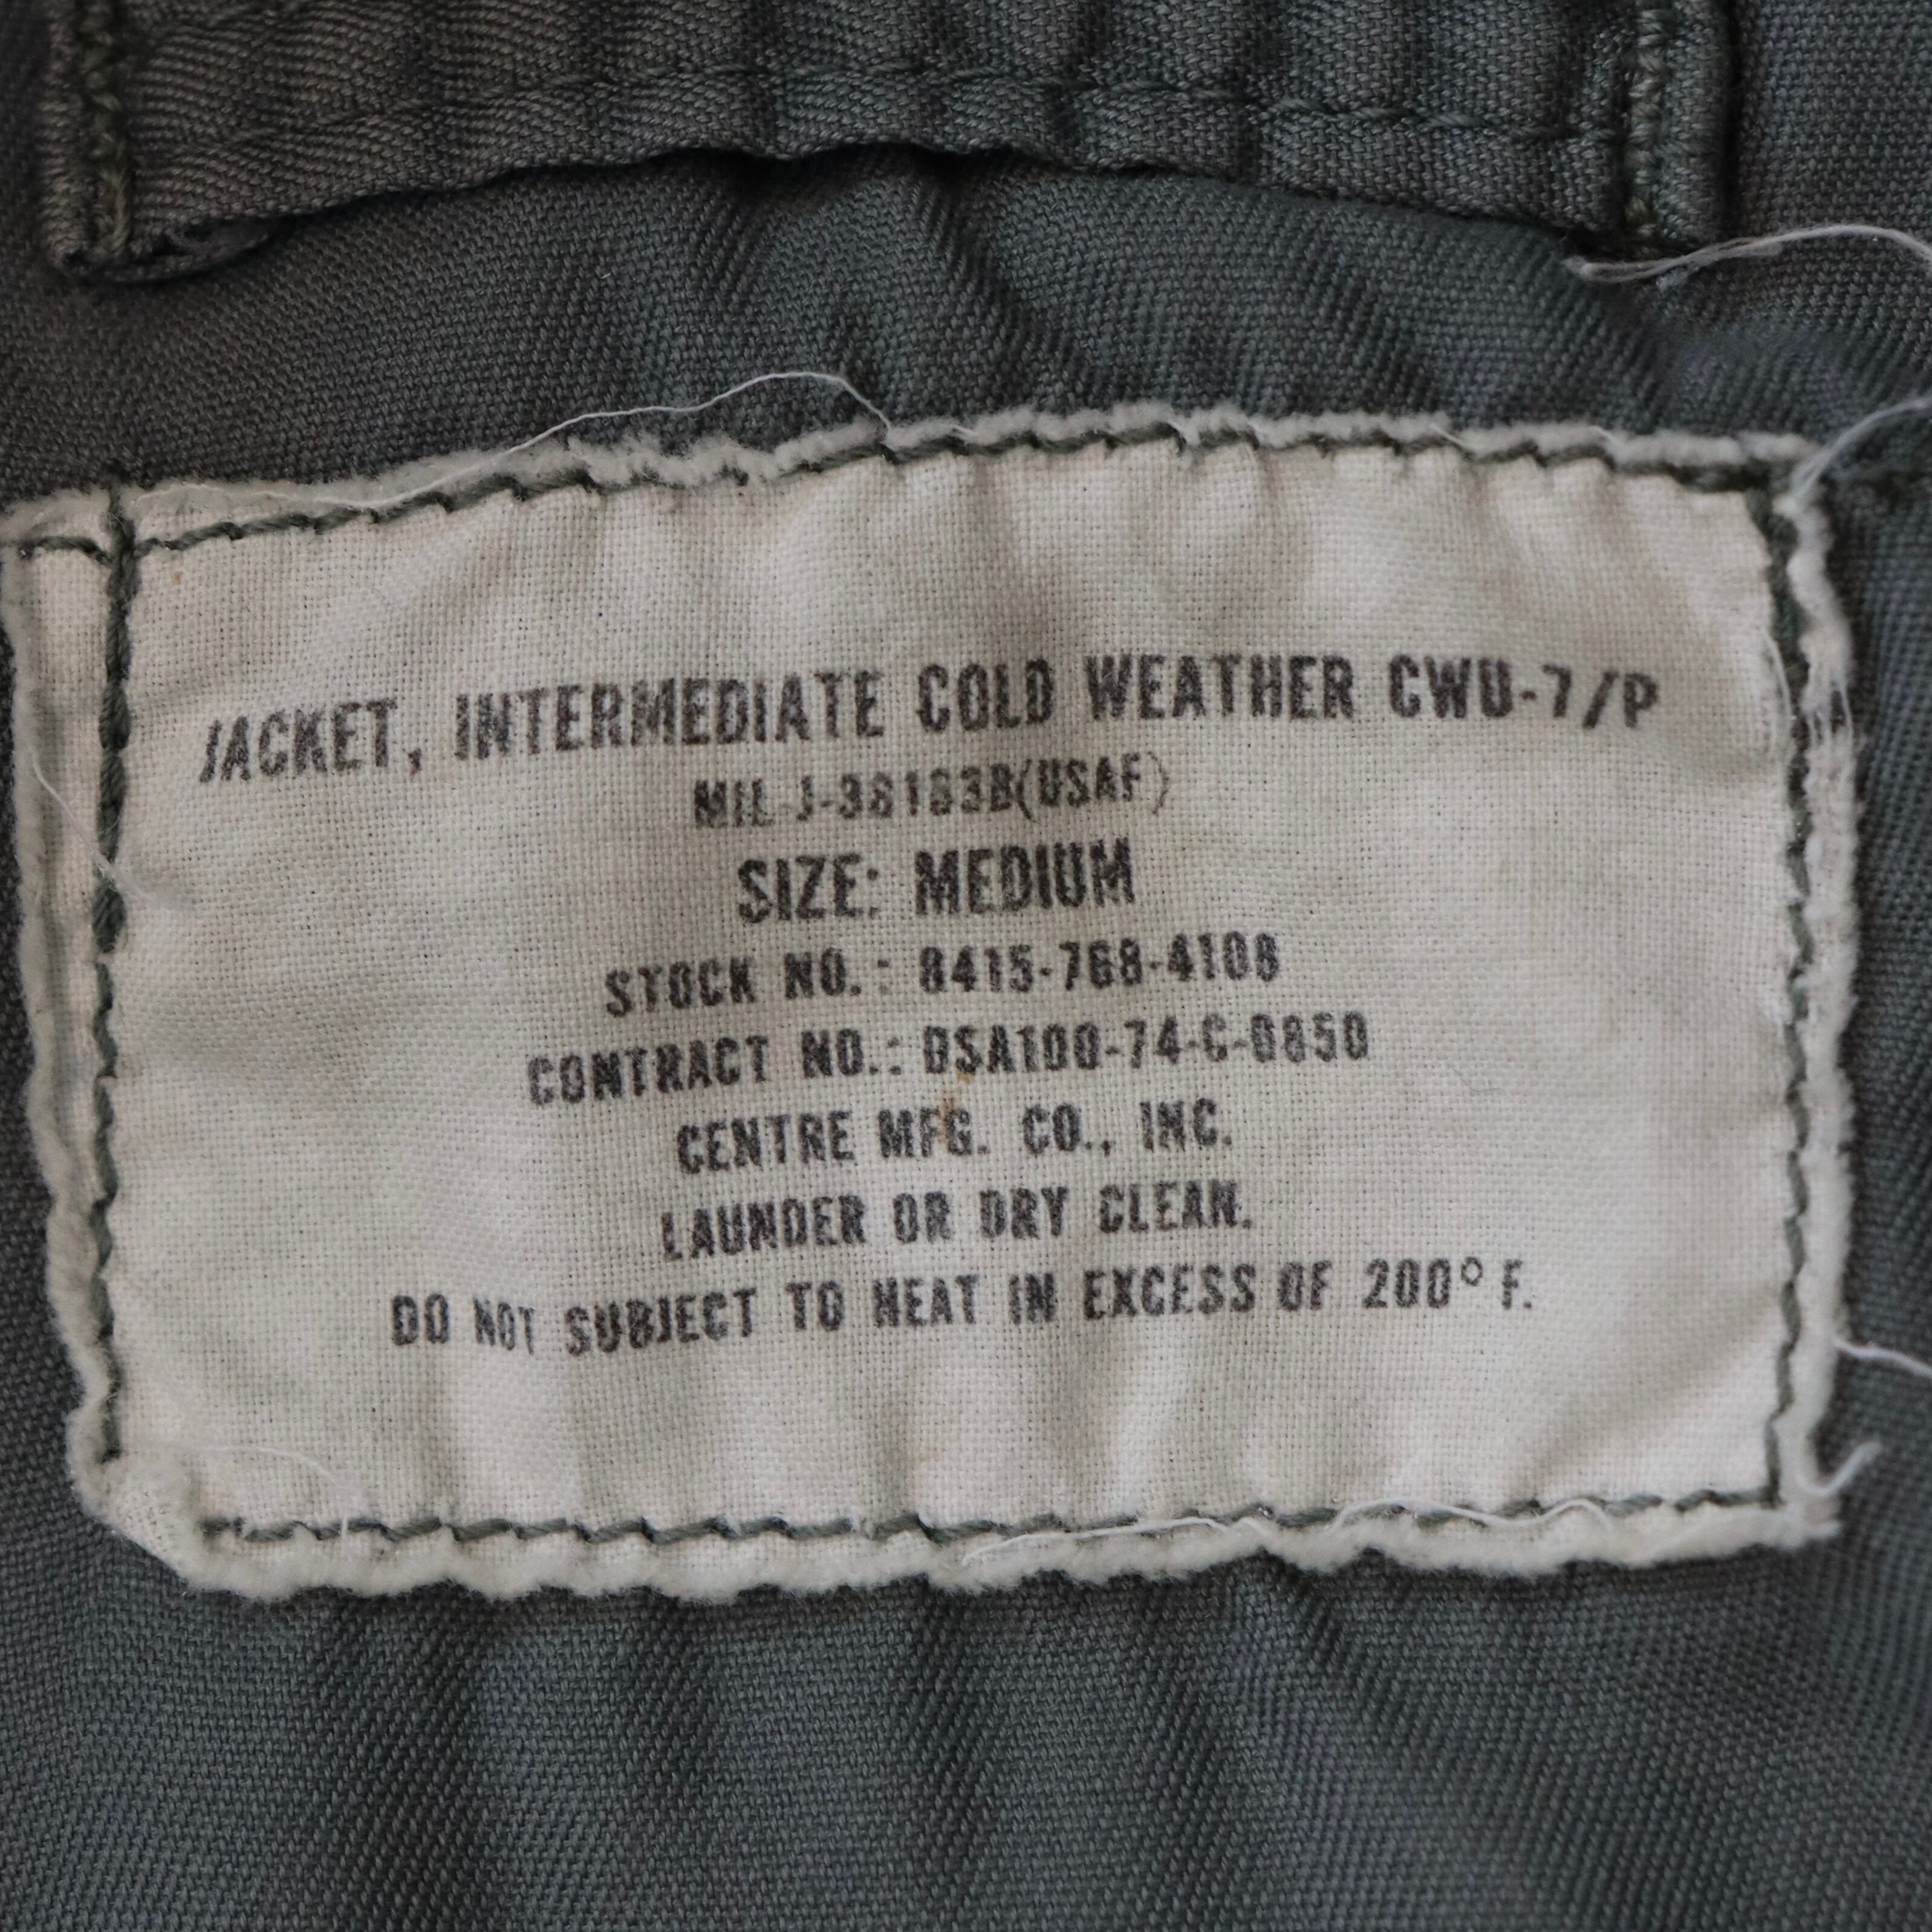 JACKET, INTERMEDIATE COLD WEATHER CWU-7/P
MIL-J-38183B(USAF)
SIZE: MEDIUM
STOCK NO.: 8415-768-4108
CONTRACT NO.: DSA100-74-C-0850
CENTRE MFG. CO., INC.
LAUNDER OR DRY CLEAN.
DO NOT SUBJECT TO HEAT IN EXCESS OF 200° F.